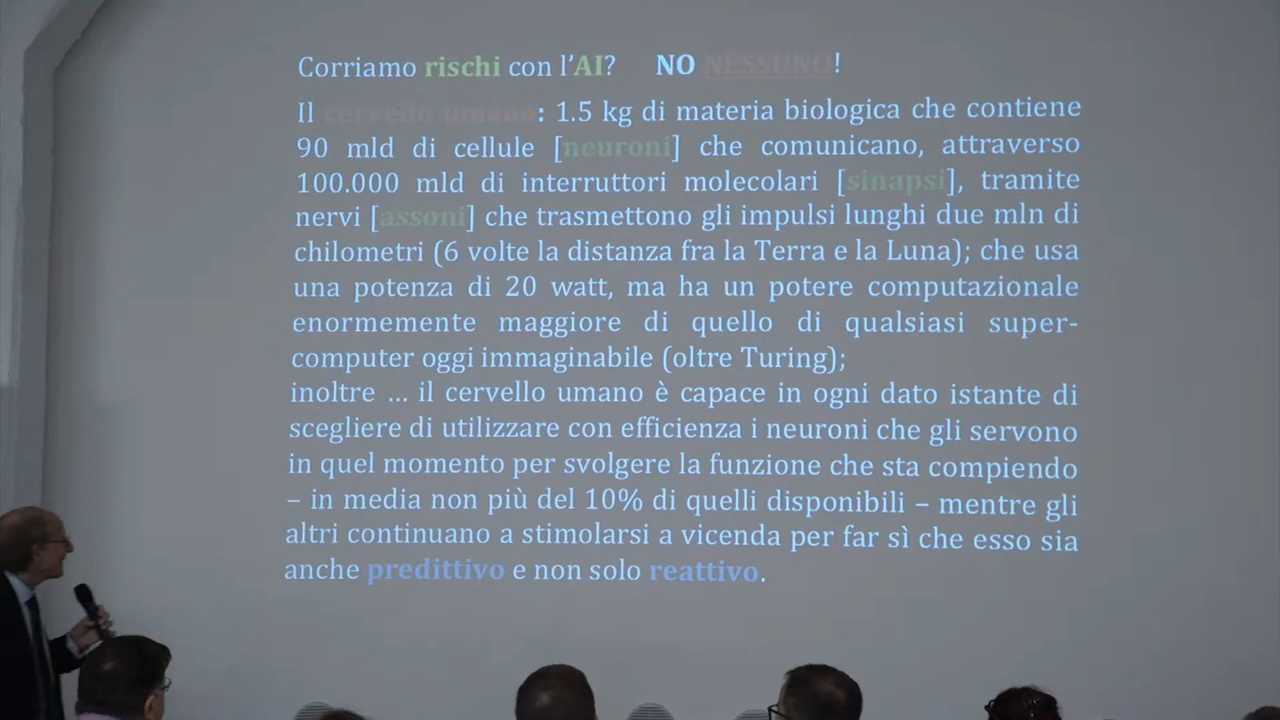 Corriamo rischi con l'AI? NO NESSUNO!
Il cervello umano: 1.5 kg di materia biologica che contiene
90 mld di cellule [neuroni] che comunicano, attraverso
100.000 mld di interruttori molecolari [sinapsi], tramite
nervi [assoni] che trasmettono gli impulsi lunghi due mln di
chilometri (6 volte la distanza fra la Terra e la Luna); che usa
una potenza di 20 watt, ma ha un potere computazionale
enormemente maggiore di quello di qualsiasi super-
computer oggi immaginabile (oltre Turing);
inoltre ... il cervello umano è capace in ogni dato istante di
scegliere di utilizzare con efficienza i neuroni che gli servono
in quel momento per svolgere la funzione che sta compiendo
– in media non più del 10% di quelli disponibili – mentre gli
altri continuano a stimolarsi a vicenda per far sì che esso sia
anche predittivo e non solo reattivo.